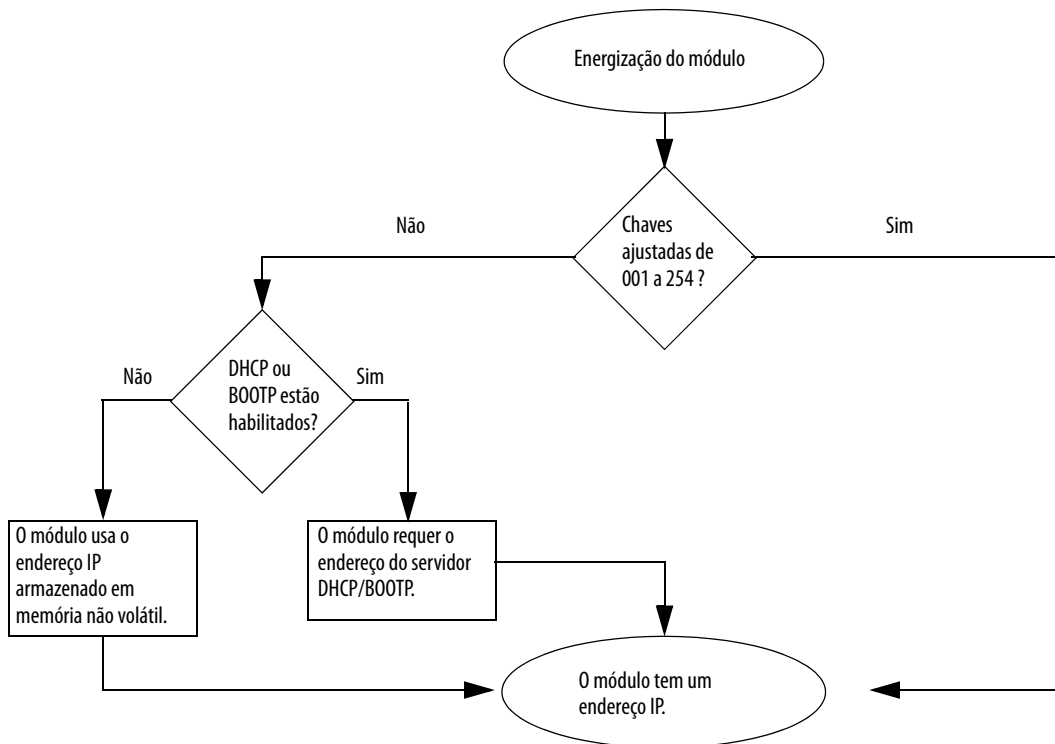 Energização do módulo
Chaves
ajustadas de
001 a 254 ?
Não
Sim
DHCP ou
BOOTP estão
habilitados?
Não
Sim
O módulo usa o
endereço IP
armazenado em
memória não volátil.
O módulo requer o
endereço do servidor
DHCP/BOOTP.
O módulo tem um
endereço IP.